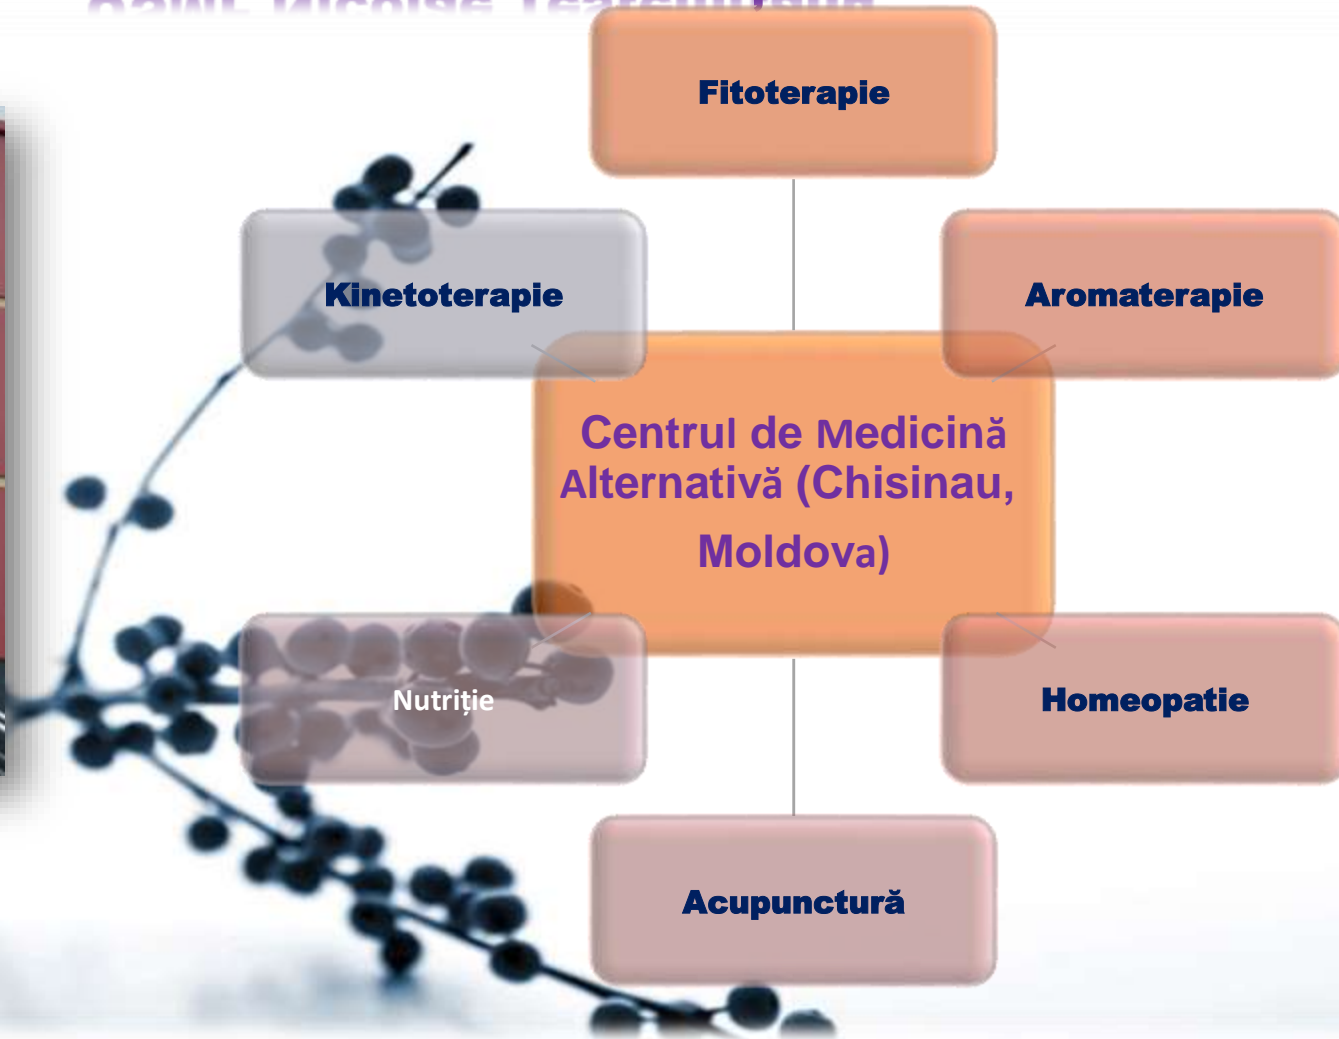 Fitoterapie
Kinetoterapie
Aromaterapie
Centrul de Medicină
Alternativă (Chisinau,
Moldova)
Nutriție
Homeopatie
Acupunctură